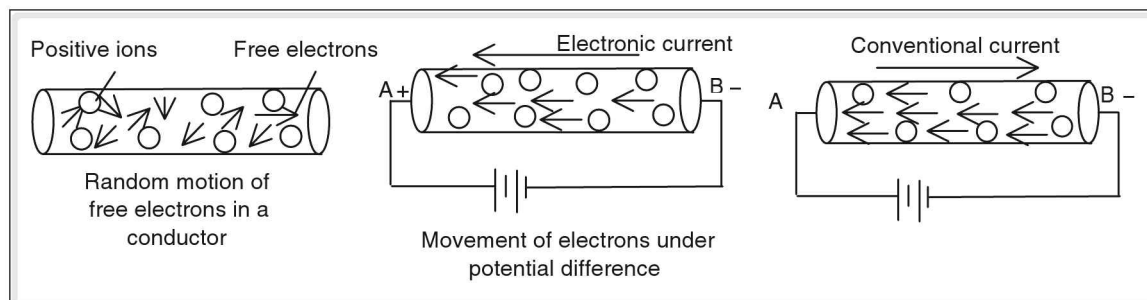 Positive ions
Free electrons
Random motion of
free electrons in a
conductor
Electronic current
A +
B –
Movement of electrons under
potential difference
Conventional current
A
B –